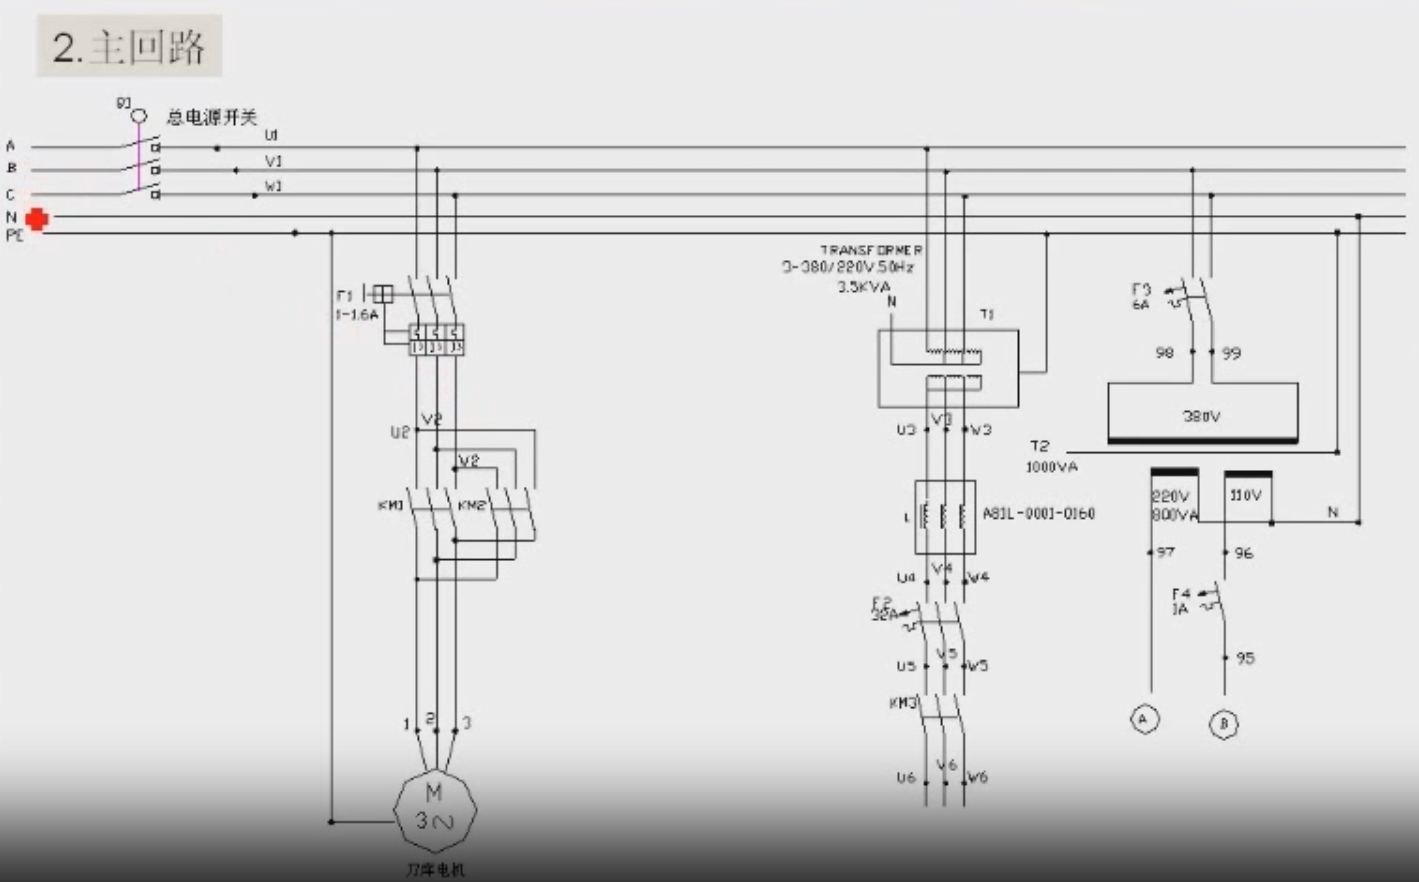 2.主回路
总电源开关
A
U1
B
V1
C
W1
N
PE
TRANSFORMER
3-380/220V.50Hz
3.5KVA
N
T1
F1
1-1.6A
F3
6A
98
99
380V
V2
U2
W2
V3
U3
W3
T2
1000VA
KM1
KM2
L
A81L-0001-0160
220V
800VA
110V
N
97
96
V4
U4
W4
F2
32A
F4
1A
V5
U5
W5
95
KM3
A
B
1
2
3
V6
U6
W6
M
3
刀库电机